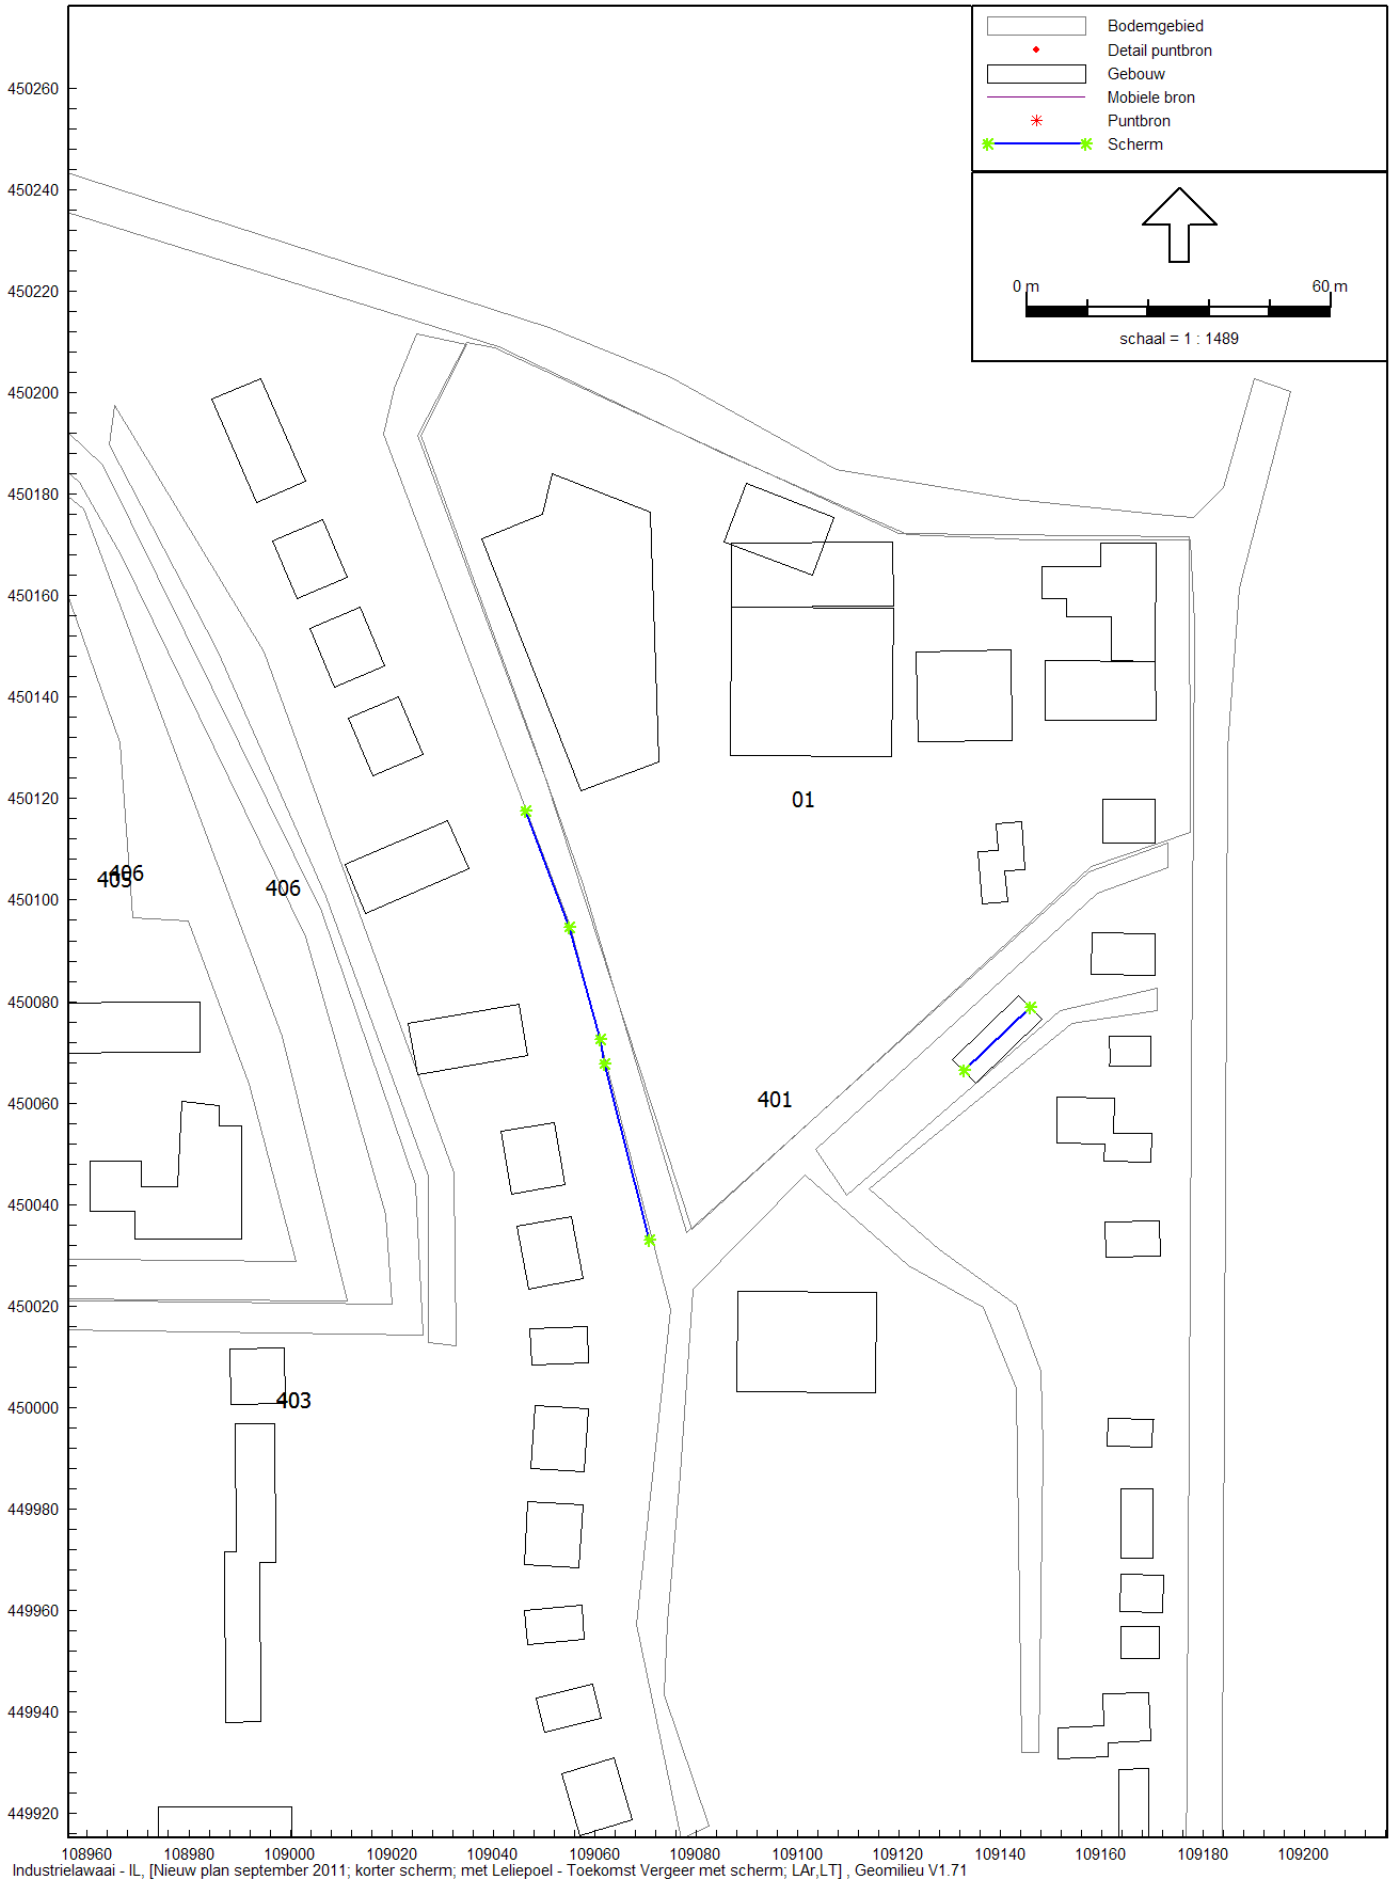 Bodemgebied
Detail puntbron
Gebouw
Mobiele bron
Puntbron
Scherm
0 m 60 m
schaal = 1 : 1489
450260
450240
450220
450200
450180
450160
450140
450120
450100
450080
450060
450040
450020
450000
449980
449960
449940
449920
01
405
406
406
401
403
108960 108980 109000 109020 109040 109060 109080 109100 109120 109140 109160 109180 109200
Industrielawaai - IL, [Nieuw plan september 2011; korter scherm; met Leliepoel - Toekomst Vergeer met scherm; LAr,LT] , Geomilieu V1.71